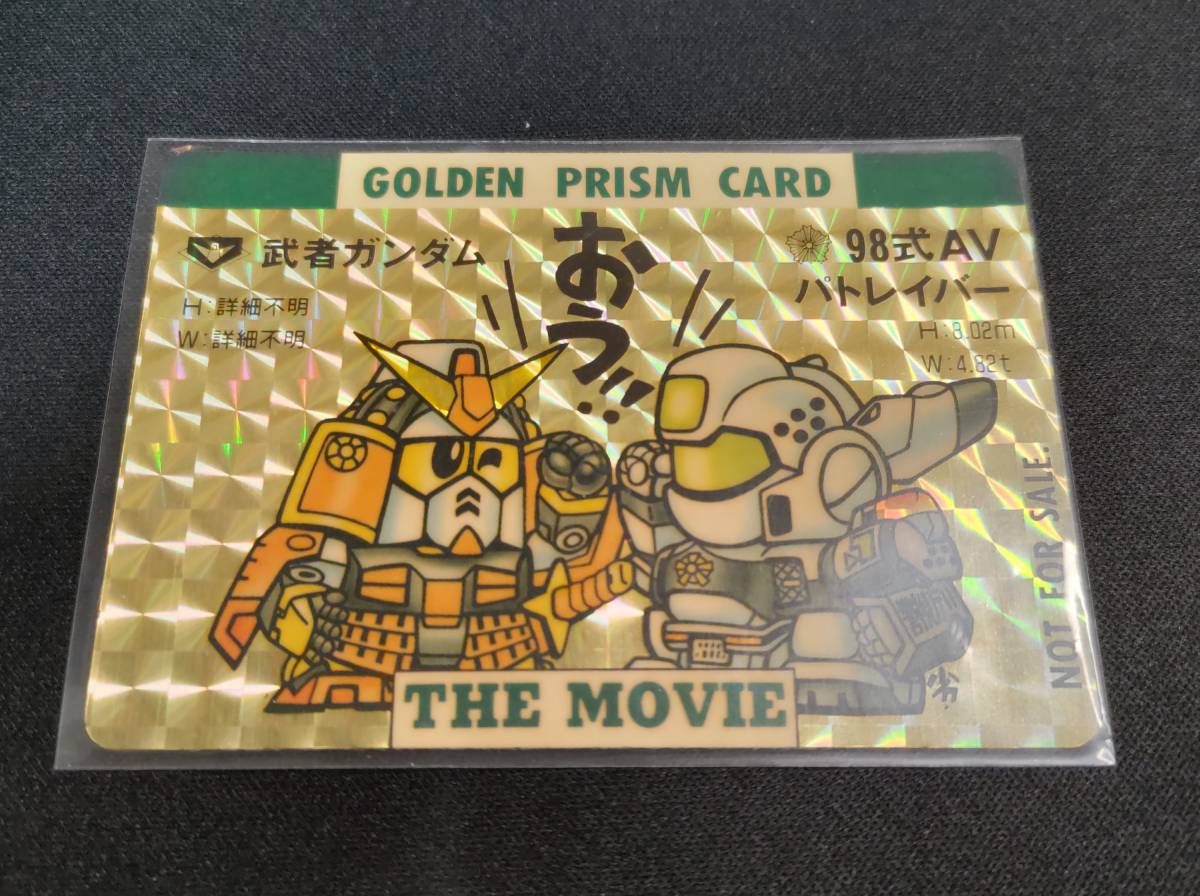 GOLDEN PRISM CARD
武者ガンダム
H:詳細不明
W:詳細不明
おう!!
98式AV
パトレイバー
H:8.02m
W:4.82t
NOT FOR SALE.
THE MOVIE